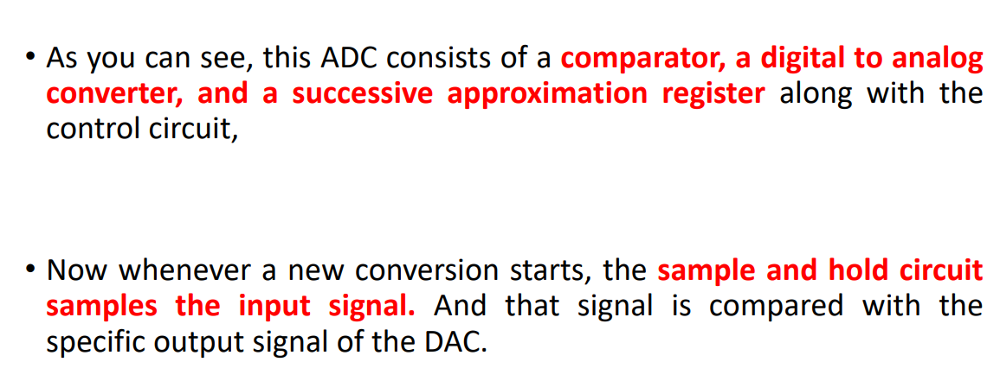 • As you can see, this ADC consists of a comparator, a digital to analog
converter, and a successive approximation register along with the
control circuit,
• Now whenever a new conversion starts, the sample and hold circuit
samples the input signal. And that signal is compared with the
specific output signal of the DAC.